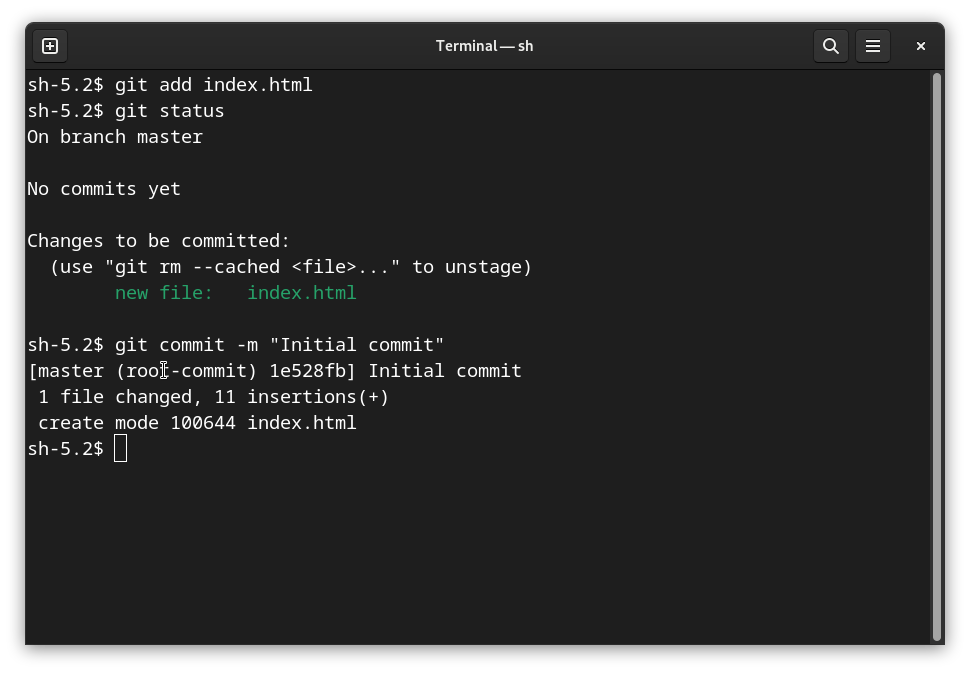 Terminal — sh
sh-5.2$ git add index.html
sh-5.2$ git status
On branch master
No commits yet
Changes to be committed:
  (use "git rm --cached <file>..." to unstage)
        new file:   index.html
sh-5.2$ git commit -m "Initial commit"
[master (root-commit) 1e528fb] Initial commit
 1 file changed, 11 insertions(+)
 create mode 100644 index.html
sh-5.2$